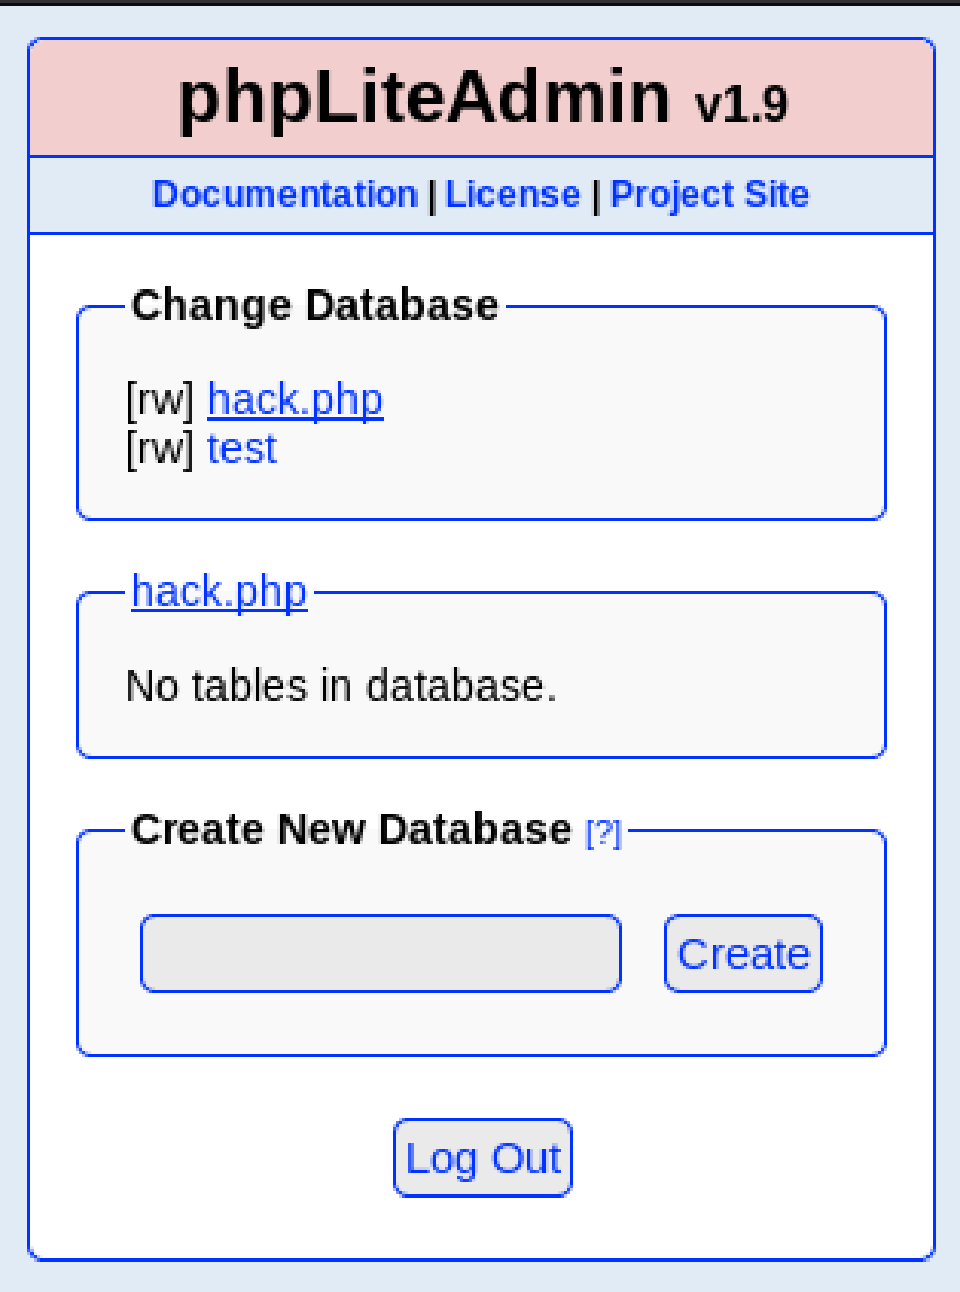 phpLiteAdmin v1.9
Documentation | License | Project Site
Change Database
[rw] hack.php
[rw] test
hack.php
No tables in database.
Create New Database [?]
Create
Log Out